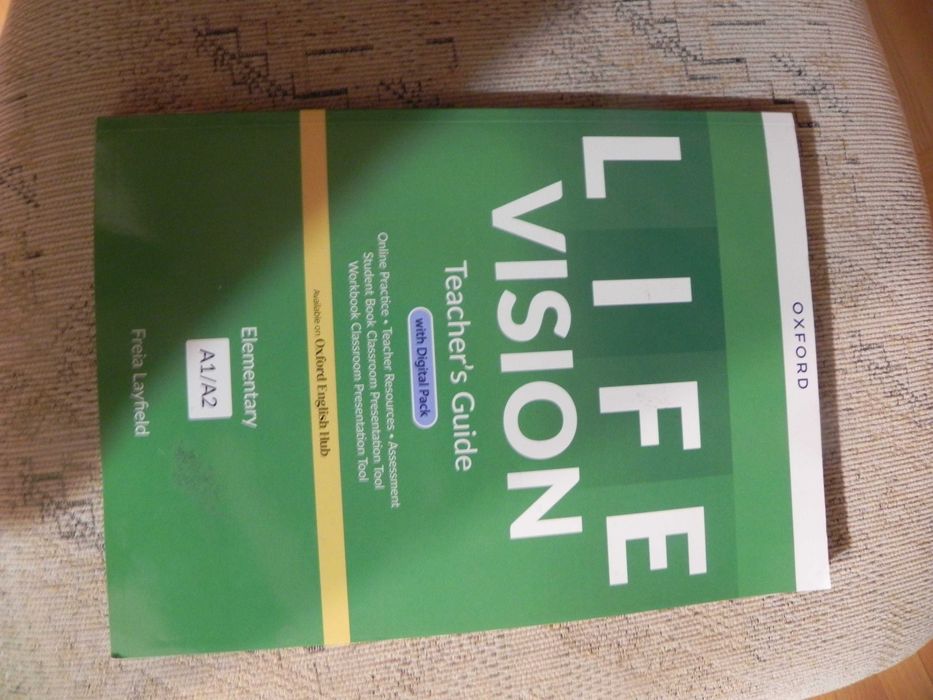 OXFORD
LIFE
VISION
Teacher's Guide
with Digital Pack
Online Practice • Teacher Resources • Assessment
Student Book Classroom Presentation Tool
Workbook Classroom Presentation Tool
Available on Oxford English Hub
Elementary
A1/A2
Freia Layfield